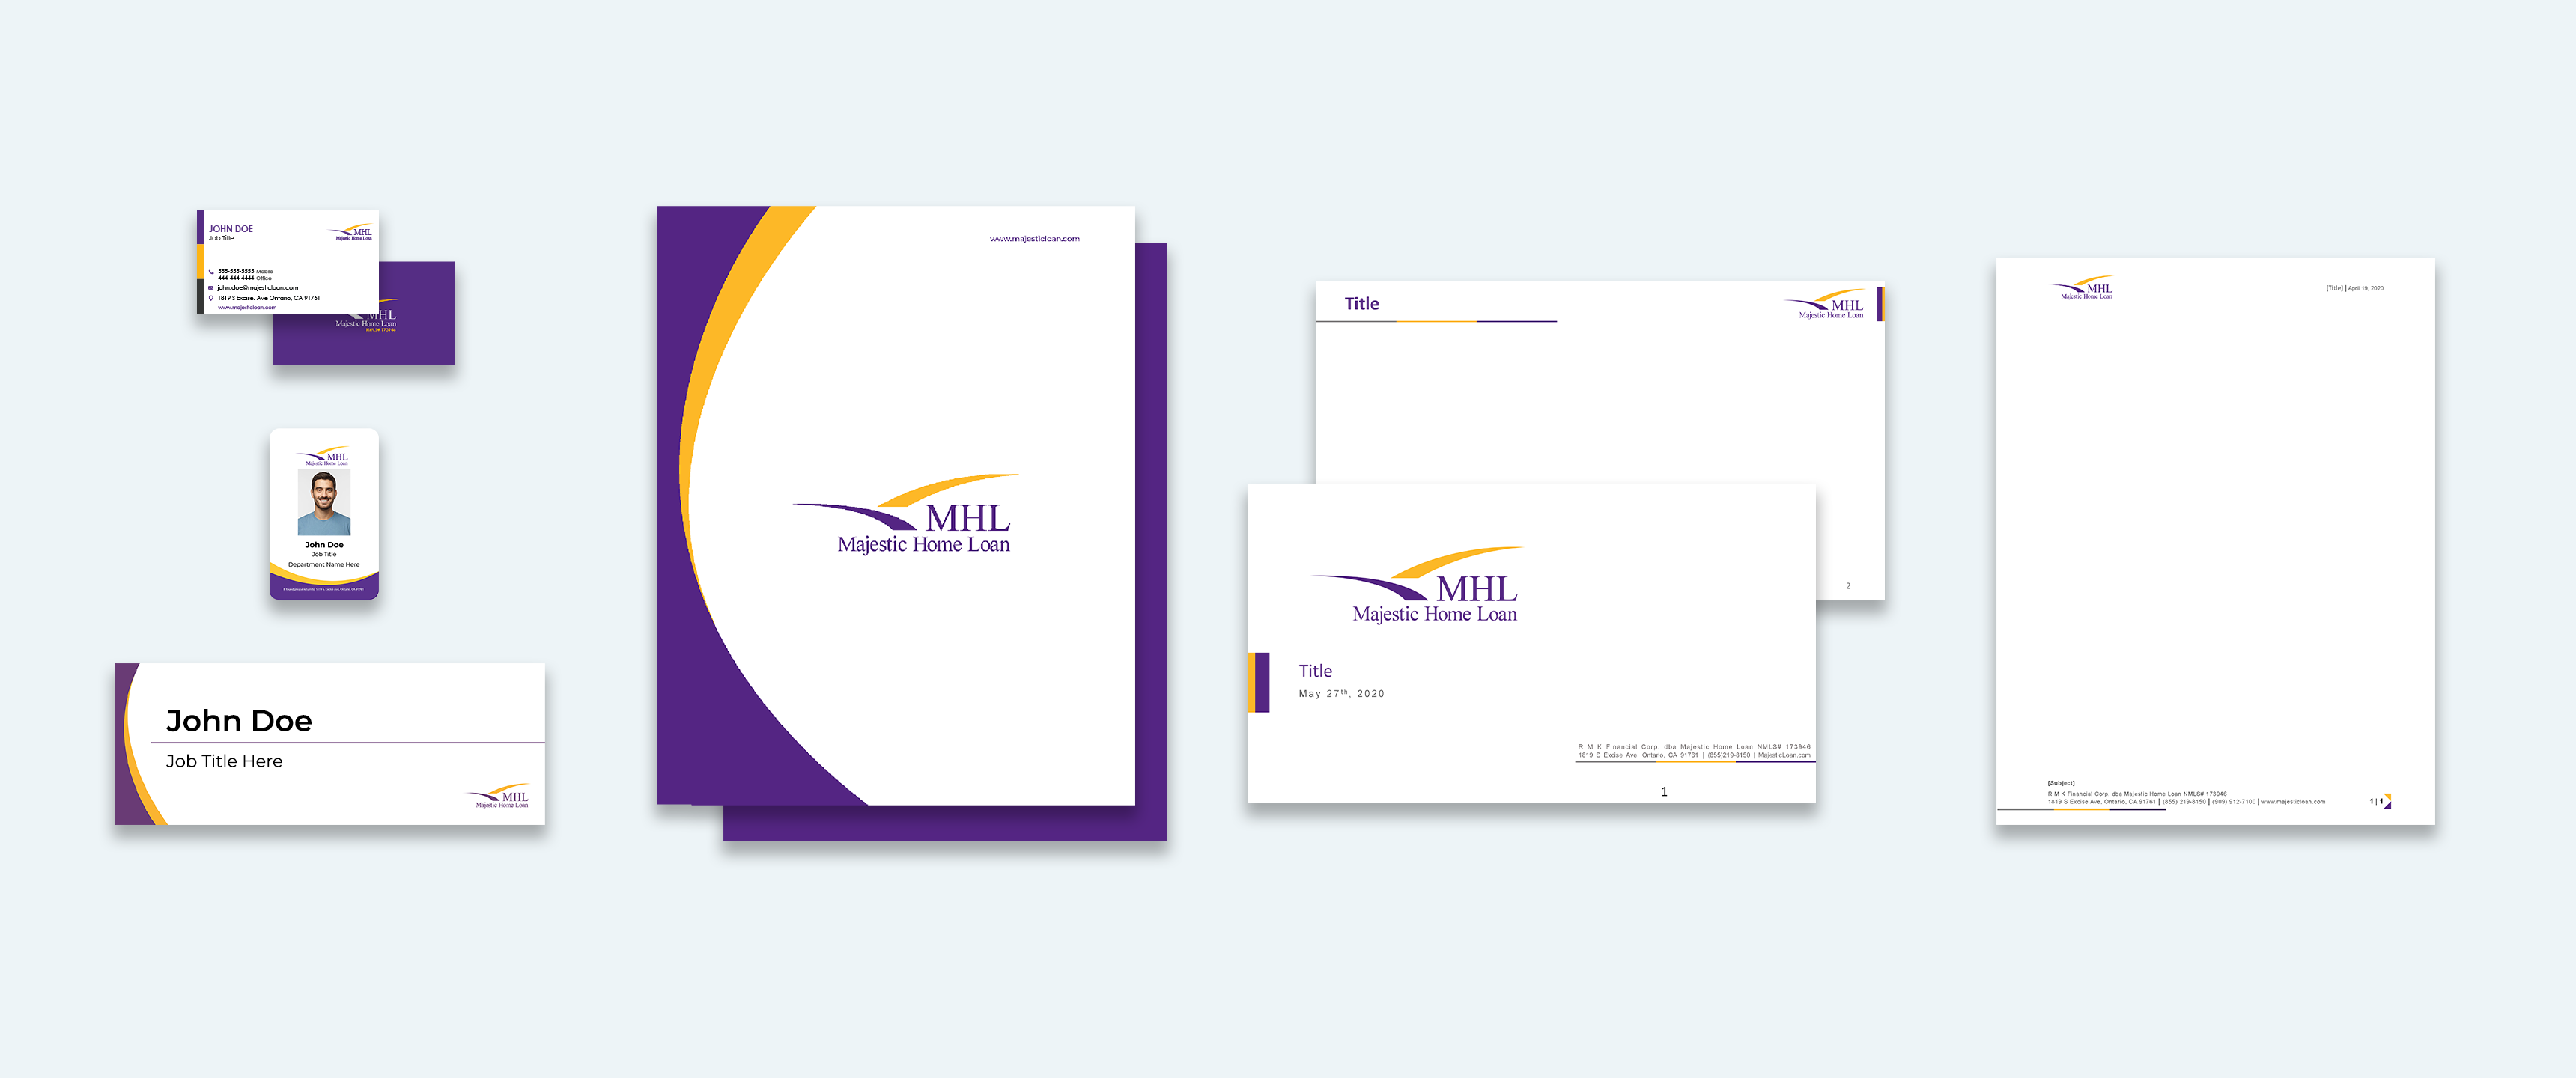 JOHN DOE
Job Title
MHL
Majestic Home Loan
555-555-5555 Mobile
444-444-4444 Office
john.doe@majesticloan.com
1819 S Excise. Ave Ontario, CA 91761
www.majesticloan.com
MHL
Majestic Home Loan
MHL
Majestic Home Loan
John Doe
Job Title
Department Name Here
John Doe
Job Title Here
MHL
Majestic Home Loan
www.majesticloan.com
MHL
Majestic Home Loan
Title
MHL
Majestic Home Loan
2
MHL
Majestic Home Loan
Title
May 27th, 2020
R M K Financial Corp. dba Majestic Home Loan NMLS# 173946
1819 S Excise Ave, Ontario, CA 91761 | (855)219-8150 | MajesticLoan.com
1
MHL
Majestic Home Loan
[Title] | April 19, 2020
[Subject]
R M K Financial Corp. dba Majestic Home Loan NMLS# 173946
1819 S Excise Ave, Ontario, CA 91761 | (855) 219-8150 | (909) 912-7100 | www.majesticloan.com
1 | 1